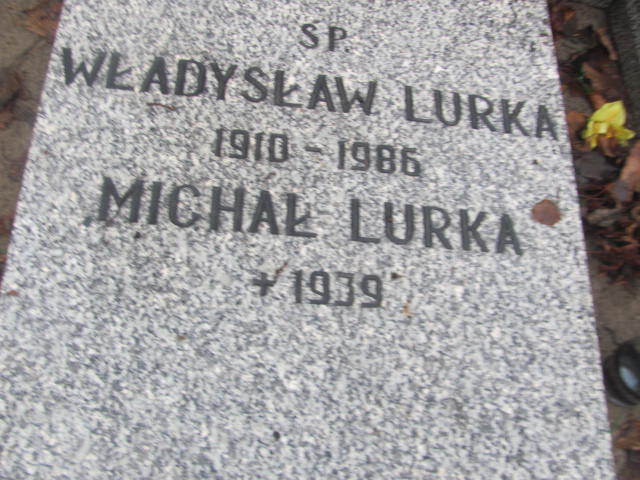 SP.
WŁADYSŁAW LURKA
1910 - 1986
MICHAŁ LURKA
+ 1939